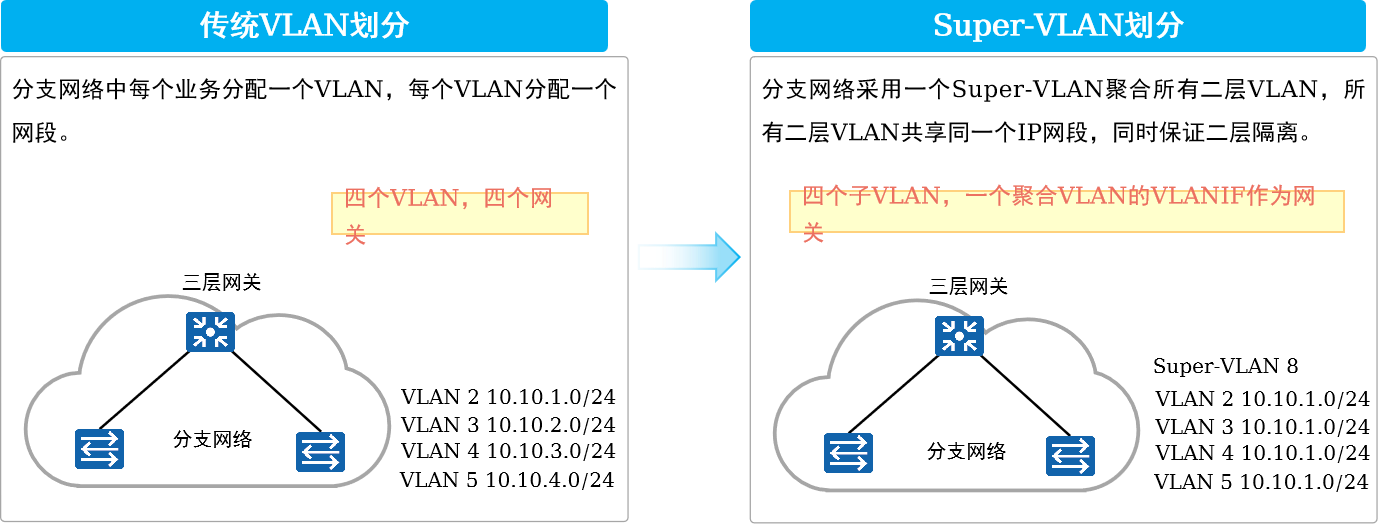 传统VLAN划分
分支网络中每个业务分配一个VLAN，每个VLAN分配一个
网段。
四个VLAN，四个网
关
三层网关
分支网络
VLAN 2 10.10.1.0/24
VLAN 3 10.10.2.0/24
VLAN 4 10.10.3.0/24
VLAN 5 10.10.4.0/24
Super-VLAN划分
分支网络采用一个Super-VLAN聚合所有二层VLAN，所
有二层VLAN共享同一个IP网段，同时保证二层隔离。
四个子VLAN，一个聚合VLAN的VLANIF作为网
关
三层网关
分支网络
Super-VLAN 8
VLAN 2 10.10.1.0/24
VLAN 3 10.10.1.0/24
VLAN 4 10.10.1.0/24
VLAN 5 10.10.1.0/24